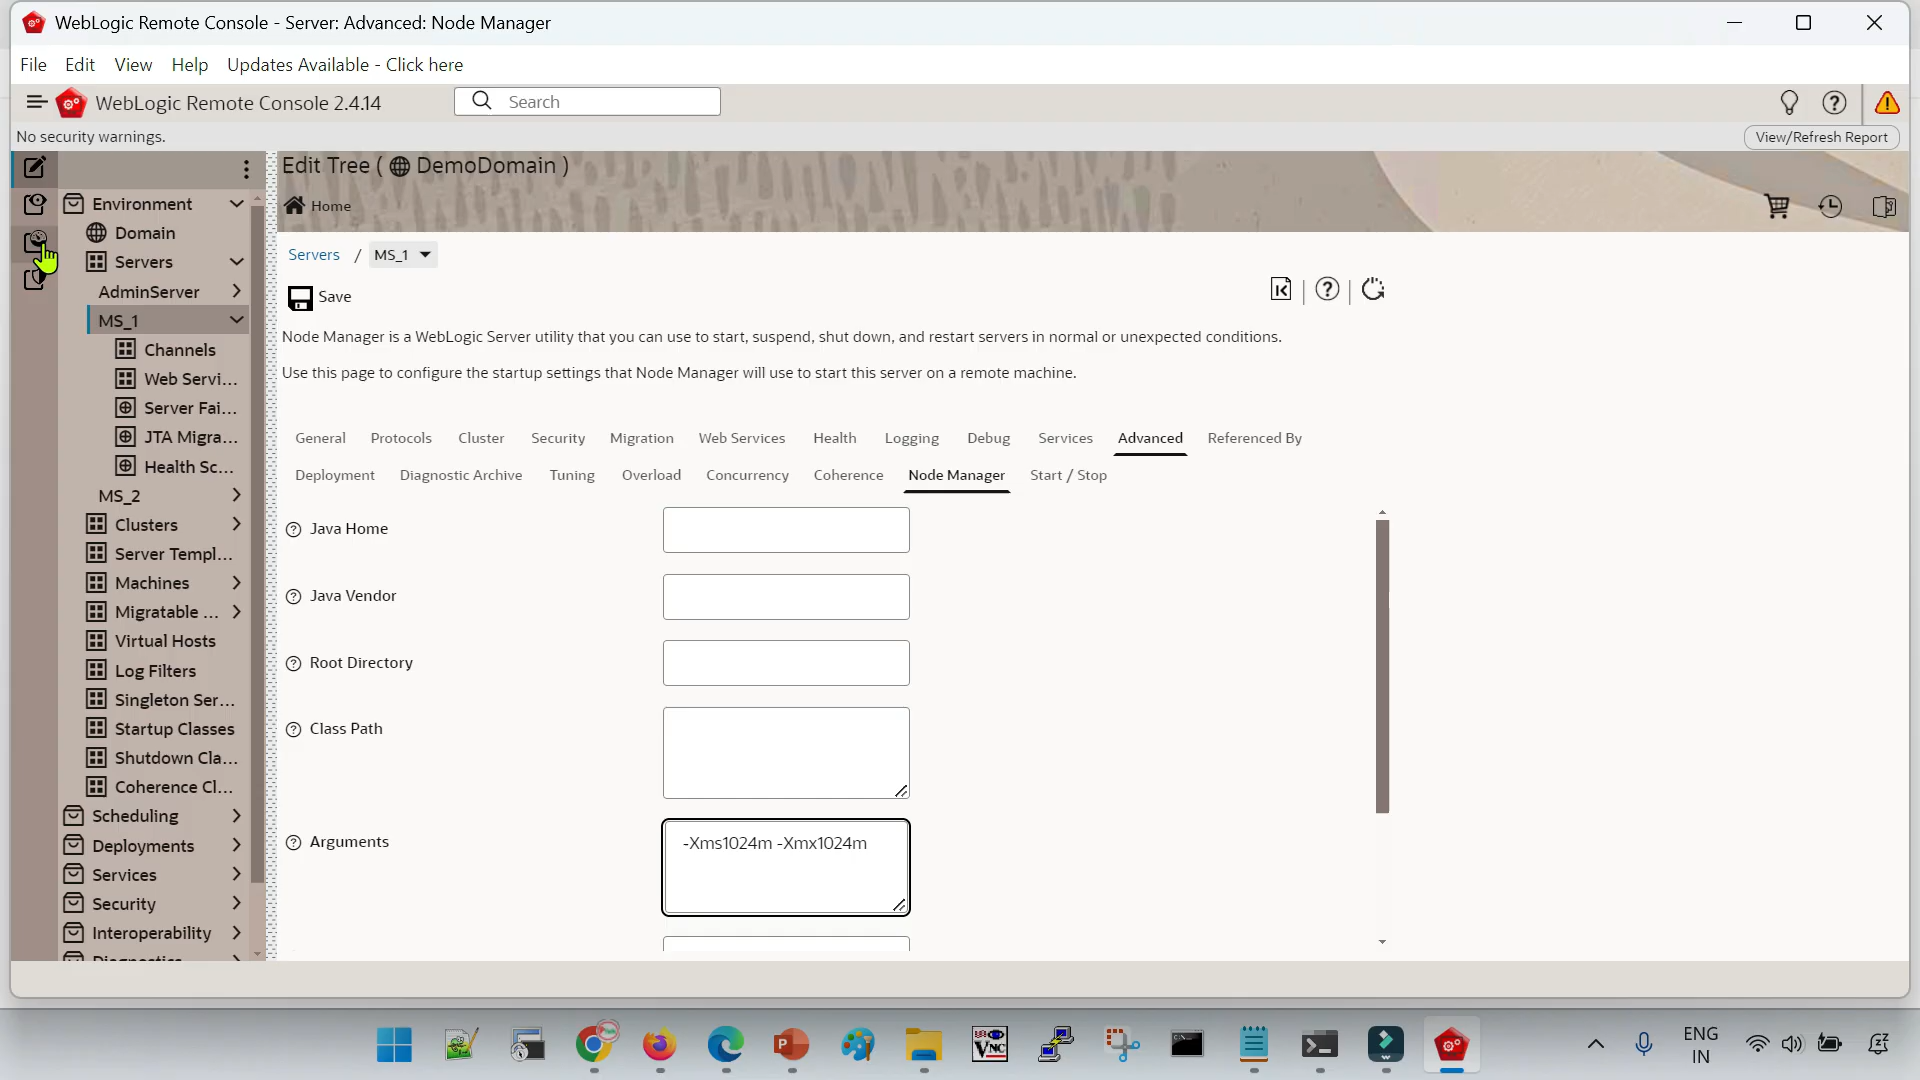 WebLogic Remote Console - Server: Advanced: Node Manager
File Edit View Help Updates Available - Click here
WebLogic Remote Console 2.4.14
Search
No security warnings.
View/Refresh Report
Edit Tree ( DemoDomain )
Home
Environment
Domain
Servers
AdminServer
MS_1
Channels
Web Servi...
Server Fai...
JTA Migra...
Health Sc...
MS_2
Clusters
Server Templ...
Machines
Migratable ...
Virtual Hosts
Log Filters
Singleton Ser...
Startup Classes
Shutdown Cla...
Coherence Cl...
Scheduling
Deployments
Services
Security
Interoperability
Diagnostics
Servers / MS_1
Save
Node Manager is a WebLogic Server utility that you can use to start, suspend, shut down, and restart servers in normal or unexpected conditions.
Use this page to configure the startup settings that Node Manager will use to start this server on a remote machine.
General Protocols Cluster Security Migration Web Services Health Logging Debug Services Advanced Referenced By
Deployment Diagnostic Archive Tuning Overload Concurrency Coherence Node Manager Start / Stop
Java Home
Java Vendor
Root Directory
Class Path
Arguments
-Xms1024m -Xmx1024m
ENG
IN